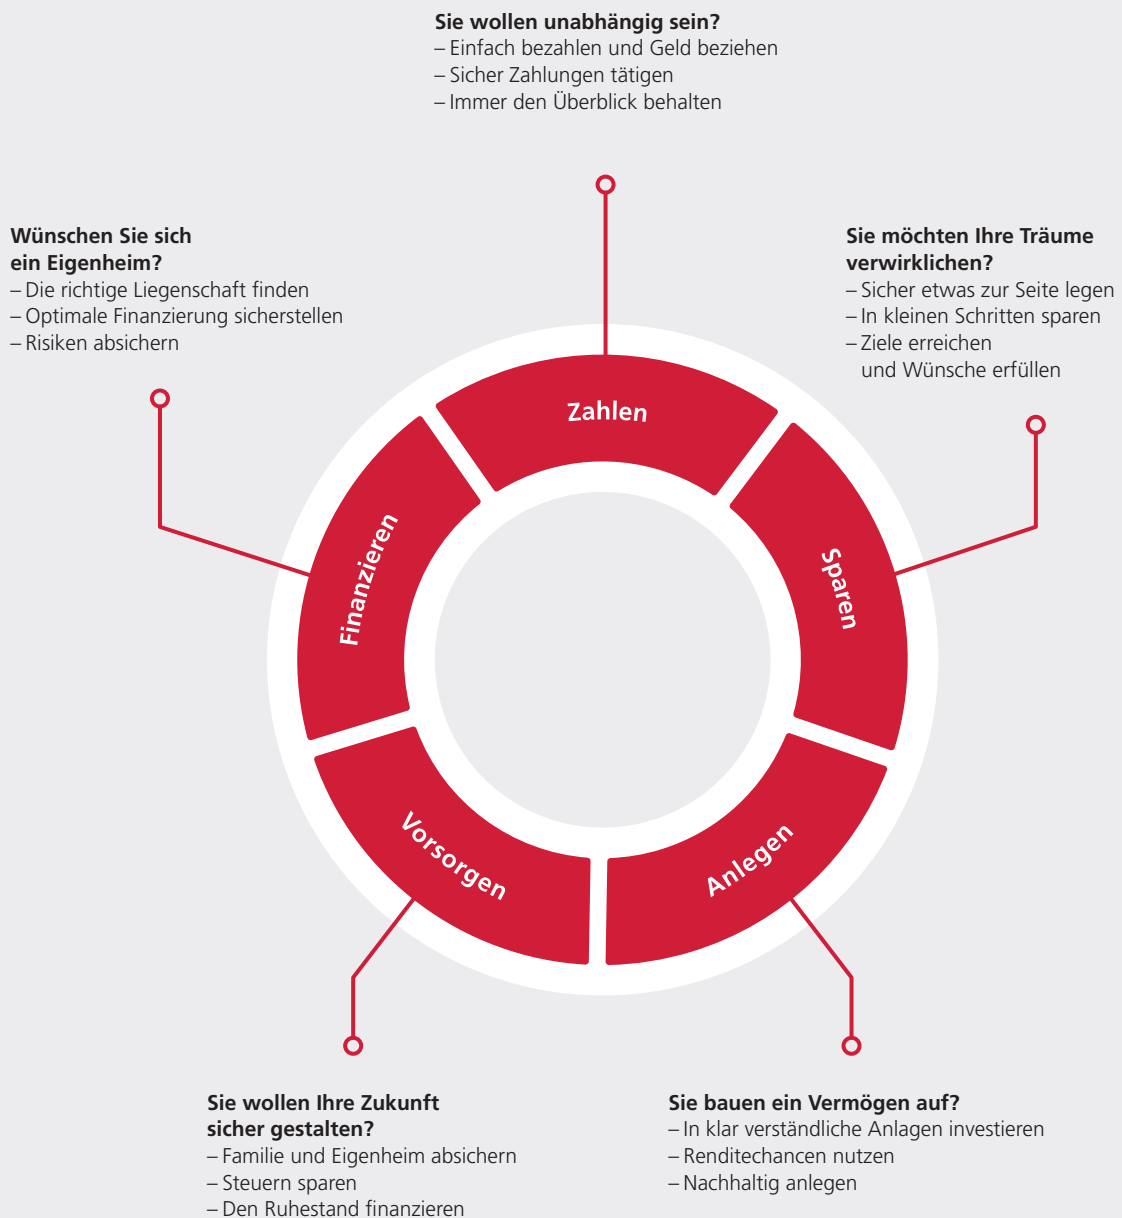 Sie wollen unabhängig sein?
– Einfach bezahlen und Geld beziehen
– Sicher Zahlungen tätigen
– Immer den Überblick behalten
Wünschen Sie sich
ein Eigenheim?
– Die richtige Liegenschaft finden
– Optimale Finanzierung sicherstellen
– Risiken absichern
Sie möchten Ihre Träume
verwirklichen?
– Sicher etwas zur Seite legen
– In kleinen Schritten sparen
– Ziele erreichen
und Wünsche erfüllen
Zahlen
Finanzieren
Sparen
Vorsorgen
Anlegen
Sie wollen Ihre Zukunft
sicher gestalten?
– Familie und Eigenheim absichern
– Steuern sparen
– Den Ruhestand finanzieren
Sie bauen ein Vermögen auf?
– In klar verständliche Anlagen investieren
– Renditechancen nutzen
– Nachhaltig anlegen